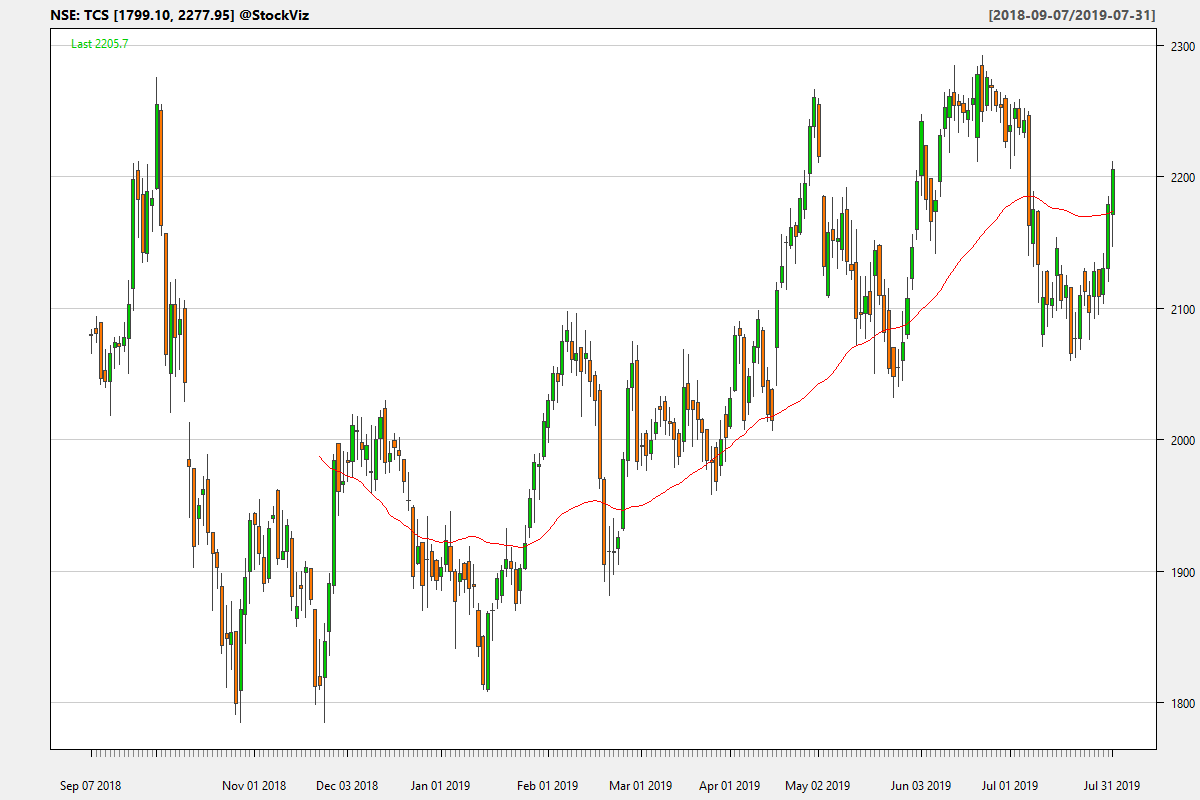 NSE: TCS [1799.10, 2277.95] @StockViz [2018-09-07/2019-07-31]
Last 2205.7
2300
2200
2100
2000
1900
1800
Sep 07 2018 Nov 01 2018 Dec 03 2018 Jan 01 2019 Feb 01 2019 Mar 01 2019 Apr 01 2019 May 02 2019 Jun 03 2019 Jul 01 2019 Jul 31 2019